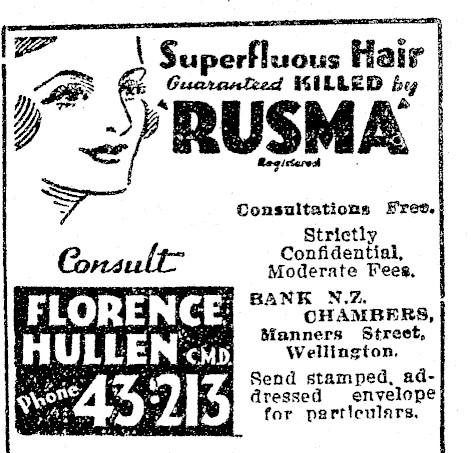 Superfluous Hair
Guaranteed KILLED by
"RUSMA"
Registered
Consultations Free.
Strictly
Confidential,
Moderate Fees.
Consult
FLORENCE
HULLEN CMD
Phone 43-213
BANK N.Z.
CHAMBERS,
Manners Street,
Wellington.
Send stamped, ad-
dressed envelope
for particulars.